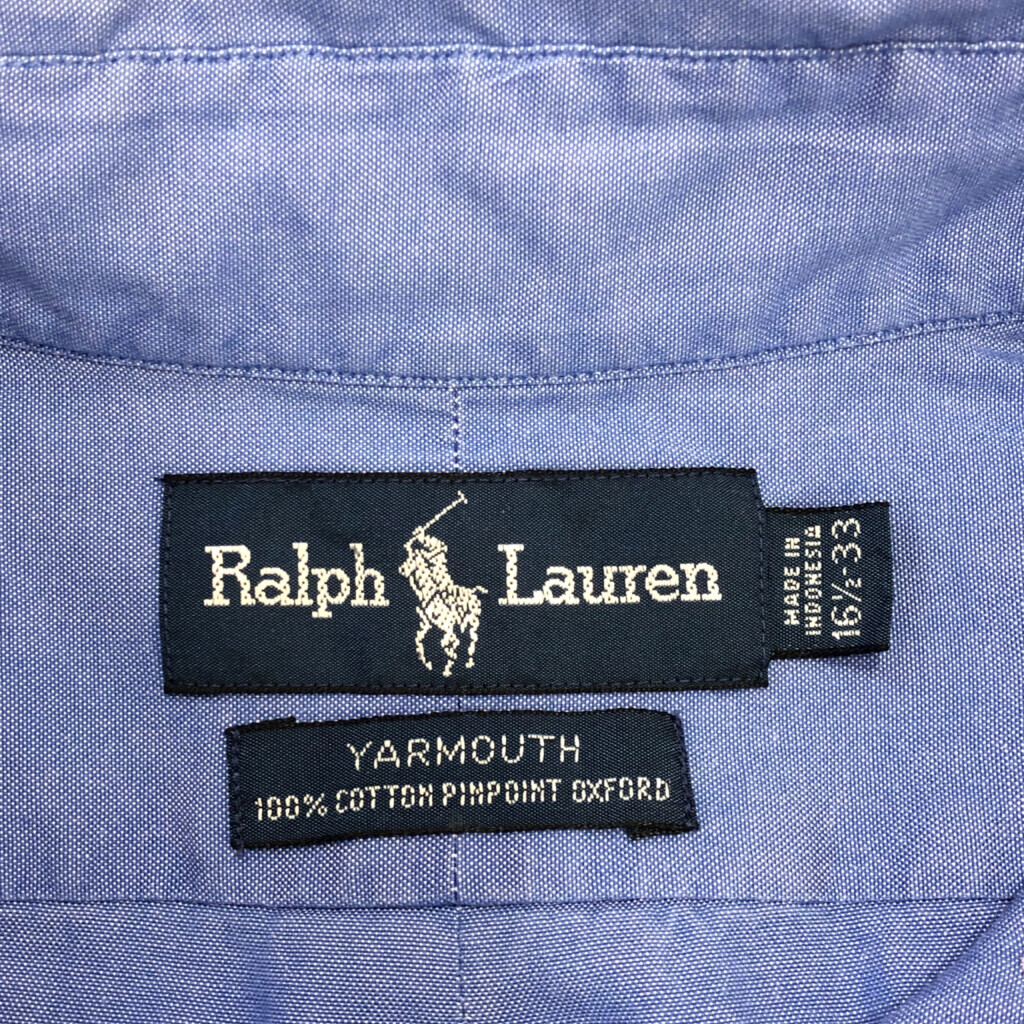 Ralph Lauren
MADE IN
INDONESIA
16½-33
YARMOUTH
100% COTTON PINPOINT OXFORD